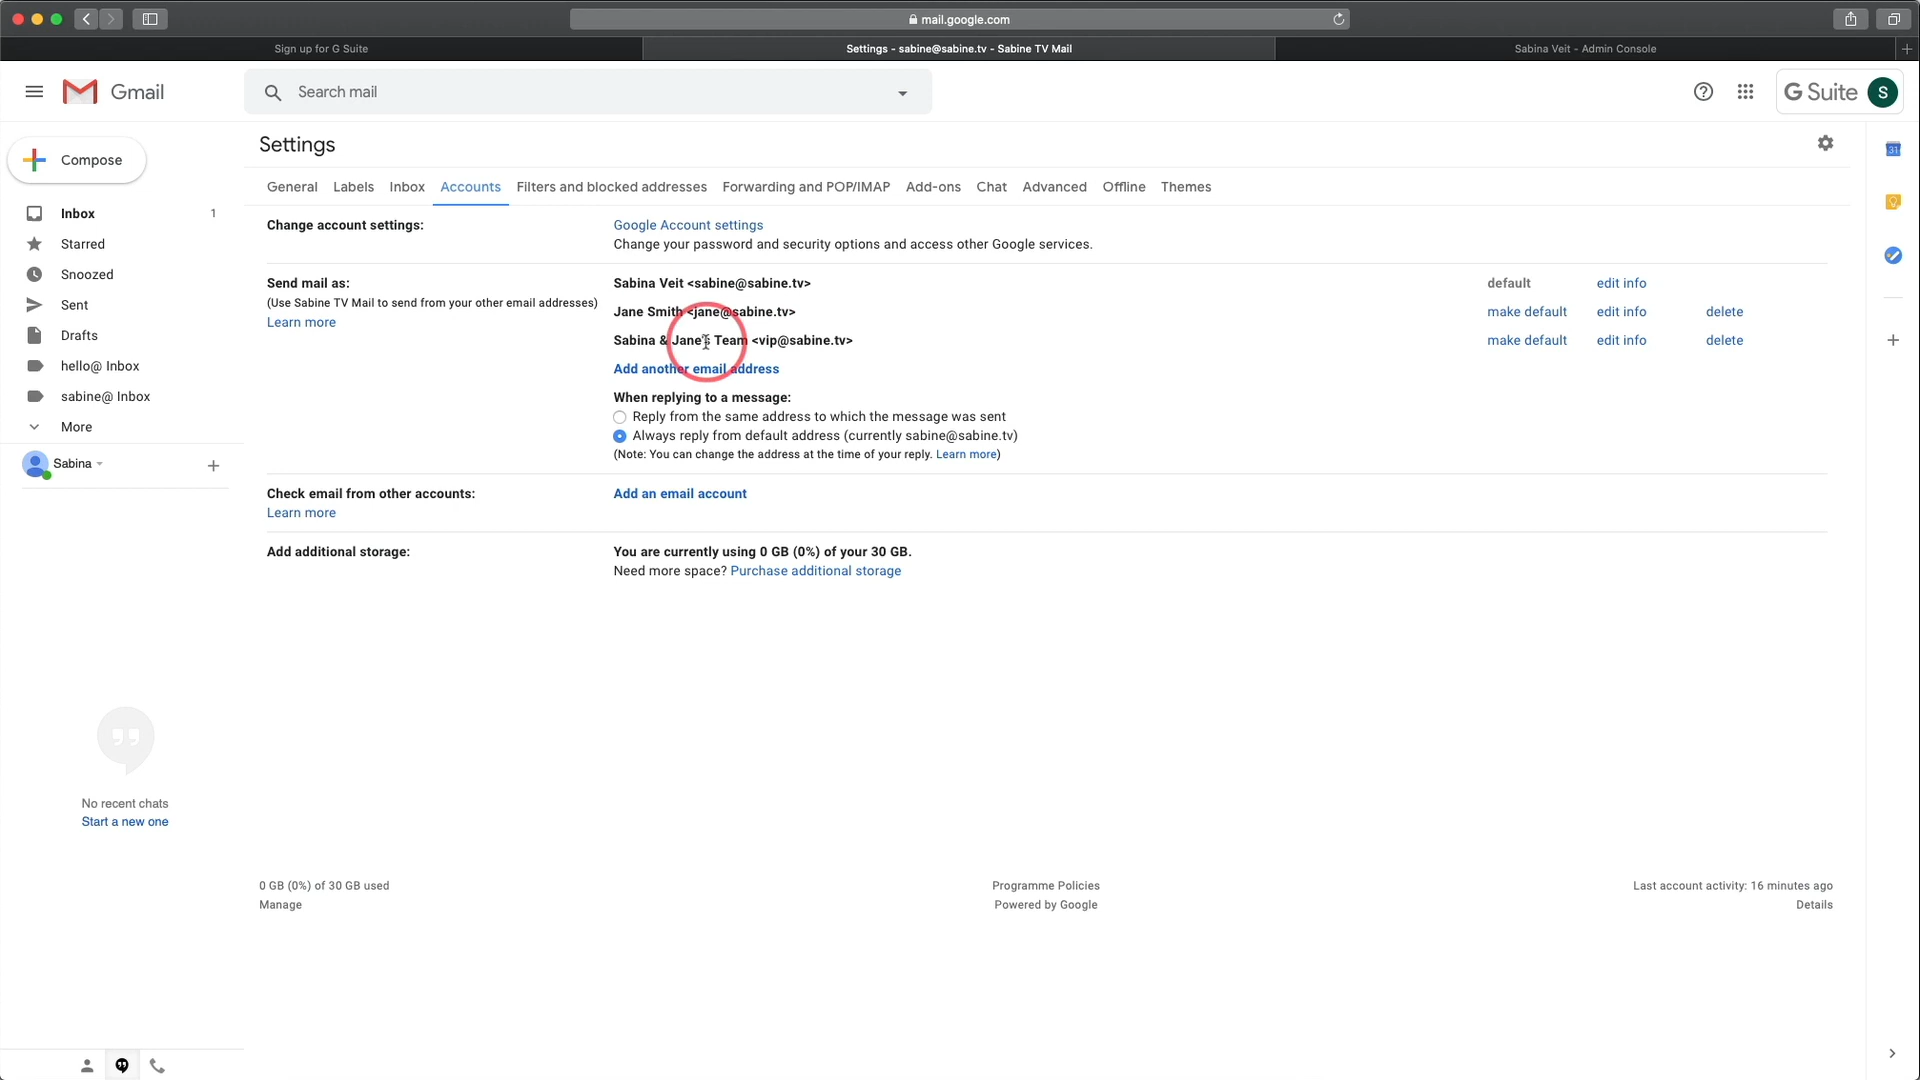 mail.google.com
Sign up for G Suite
Settings - sabine@sabine.tv - Sabine TV Mail
Sabina Veit - Admin Console
Gmail
Search mail
G Suite
S
Compose
Inbox 1
Starred
Snoozed
Sent
Drafts
hello@ Inbox
sabine@ Inbox
More
Sabina
No recent chats
Start a new one
Settings
General Labels Inbox Accounts Filters and blocked addresses Forwarding and POP/IMAP Add-ons Chat Advanced Offline Themes
Change account settings:
Google Account settings
Change your password and security options and access other Google services.
Send mail as:
(Use Sabine TV Mail to send from your other email addresses)
Learn more
Sabina Veit <sabine@sabine.tv> default edit info
Jane Smith <jane@sabine.tv> make default edit info delete
Sabina & Jane's Team <vip@sabine.tv> make default edit info delete
Add another email address
When replying to a message:
Reply from the same address to which the message was sent
Always reply from default address (currently sabine@sabine.tv)
(Note: You can change the address at the time of your reply. Learn more)
Check email from other accounts:
Learn more
Add an email account
Add additional storage:
You are currently using 0 GB (0%) of your 30 GB.
Need more space? Purchase additional storage
0 GB (0%) of 30 GB used
Manage
Programme Policies
Powered by Google
Last account activity: 16 minutes ago
Details
31